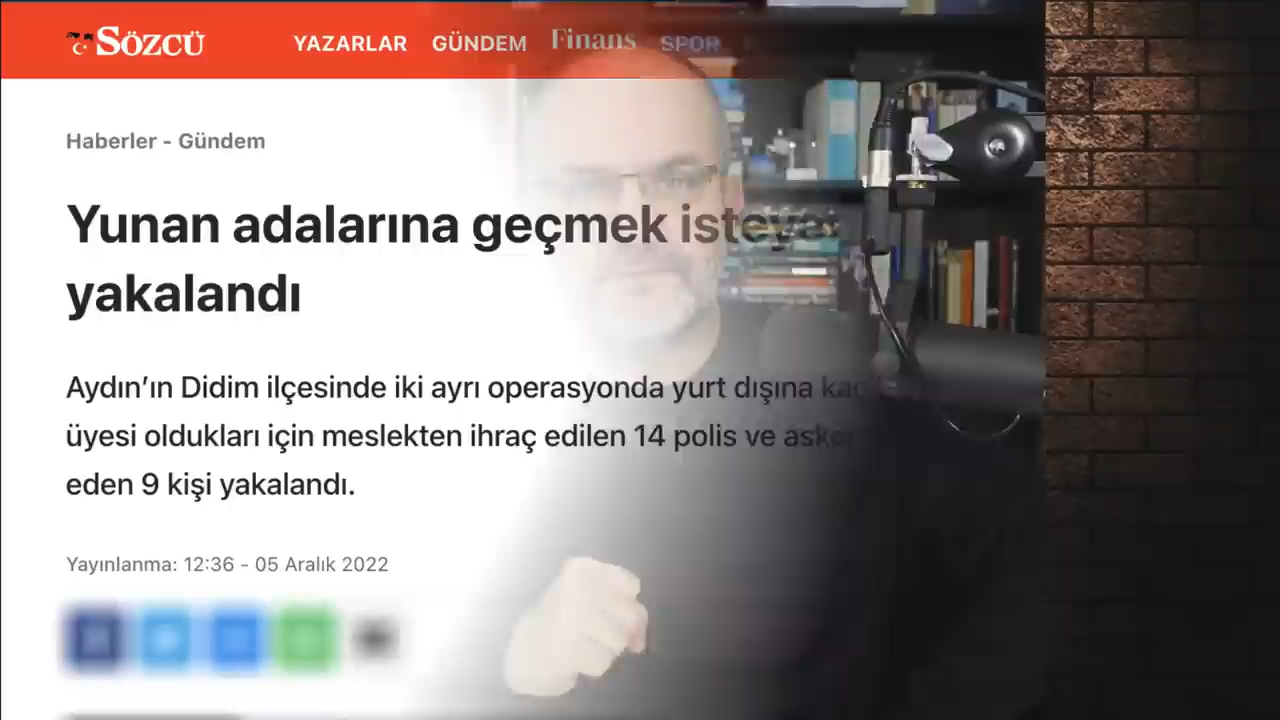 SÖZCÜ YAZARLAR GÜNDEM Finans SPOR
Haberler - Gündem
Yunan adalarına geçmek
yakalandı
Aydın’ın Didim ilçesinde iki ayrı operasyonda yurt dışına
üyesi oldukları için meslekten ihraç edilen 14 polis ve
eden 9 kişi yakalandı.
Yayınlanma: 12:36 - 05 Aralık 2022